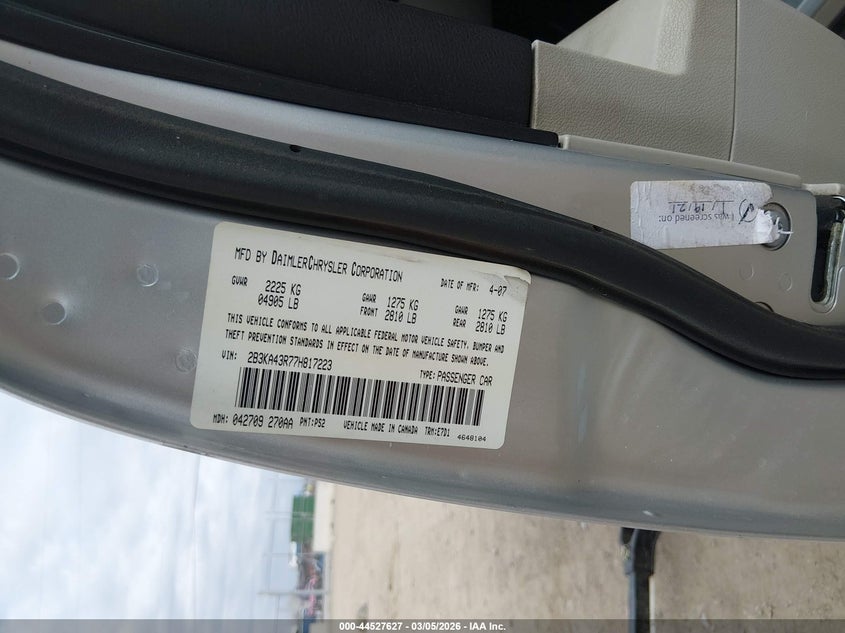 MFD BY DAIMLERCHRYSLER CORPORATION DATE OF MFR: 4-07
GVWR 2225 KG 04905 LB GAWR FRONT 1275 KG 2810 LB GAWR REAR 1275 KG 2810 LB
THIS VEHICLE CONFORMS TO ALL APPLICABLE FEDERAL MOTOR VEHICLE SAFETY, BUMPER AND
THEFT PREVENTION STANDARDS IN EFFECT ON THE DATE OF MANUFACTURE SHOWN ABOVE.
VIN: 2B3KA43R77H817223 TYPE: PASSENGER CAR
MDH: 042709 270AA PNT: PS2 VEHICLE MADE IN CANADA TRM: E7D1
4648104
I was screened on:
000-44527627 | 03/05/2026 | IAA Inc.